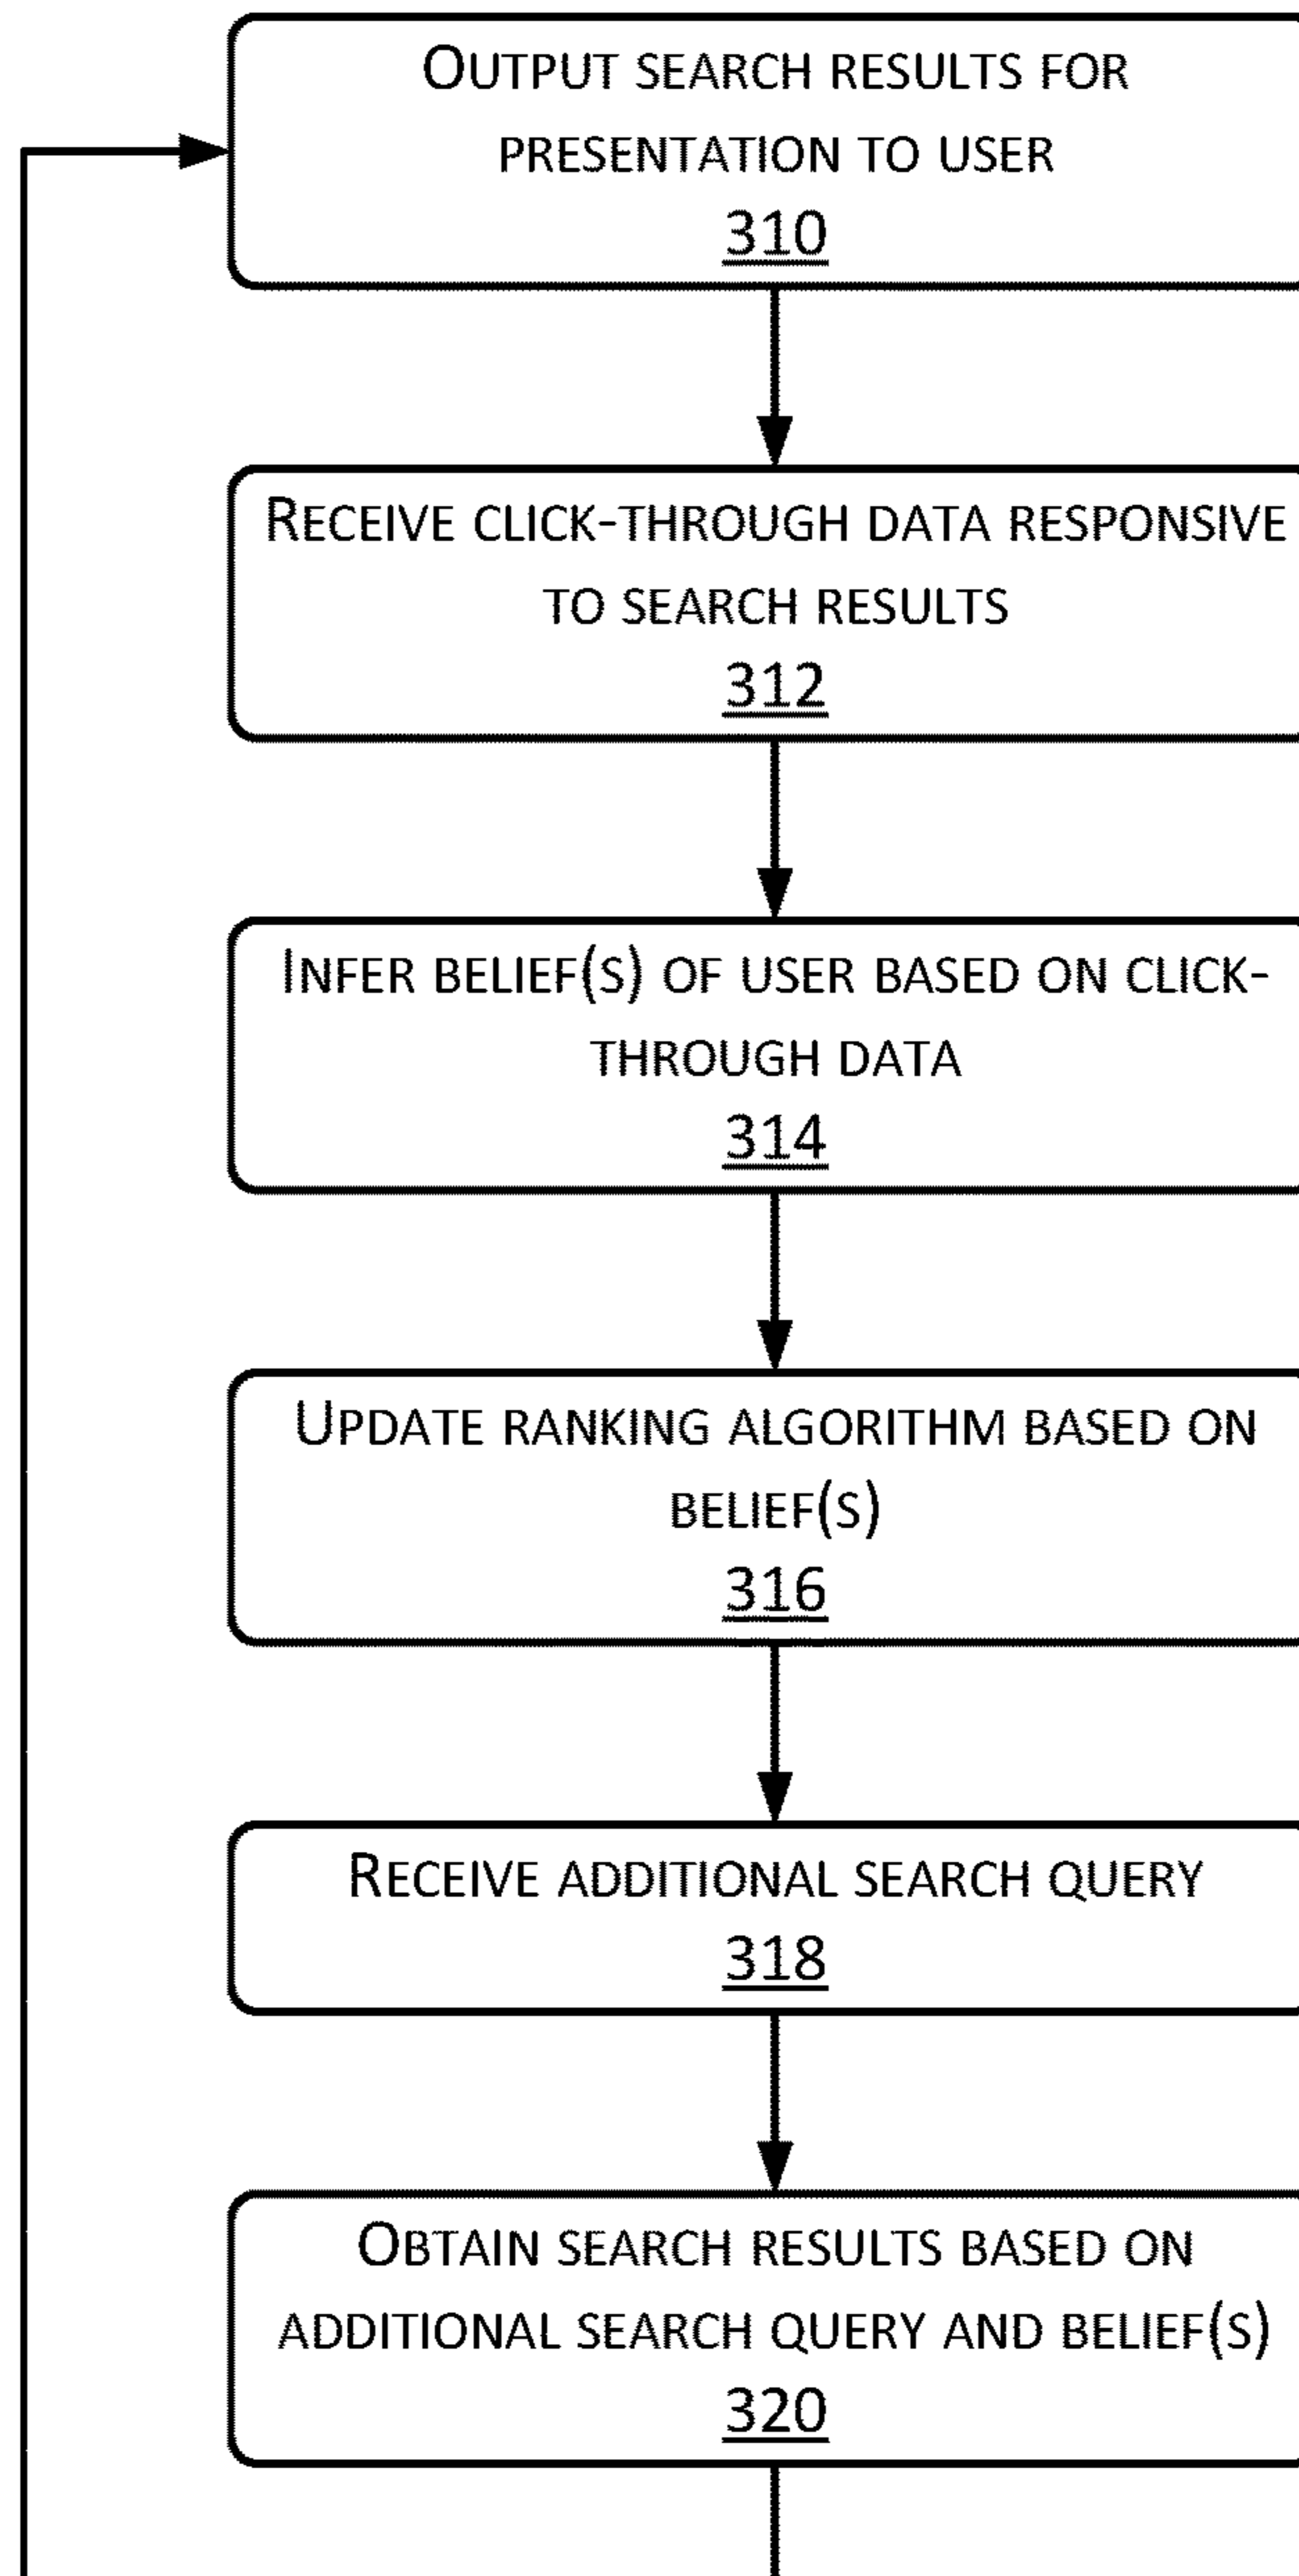 OUTPUT SEARCH RESULTS FOR
PRESENTATION TO USER
310
RECEIVE CLICK-THROUGH DATA RESPONSIVE
TO SEARCH RESULTS
312
INFER BELIEF(S) OF USER BASED ON CLICK-
THROUGH DATA
314
UPDATE RANKING ALGORITHM BASED ON
BELIEF(S)
316
RECEIVE ADDITIONAL SEARCH QUERY
318
OBTAIN SEARCH RESULTS BASED ON
ADDITIONAL SEARCH QUERY AND BELIEF(S)
320